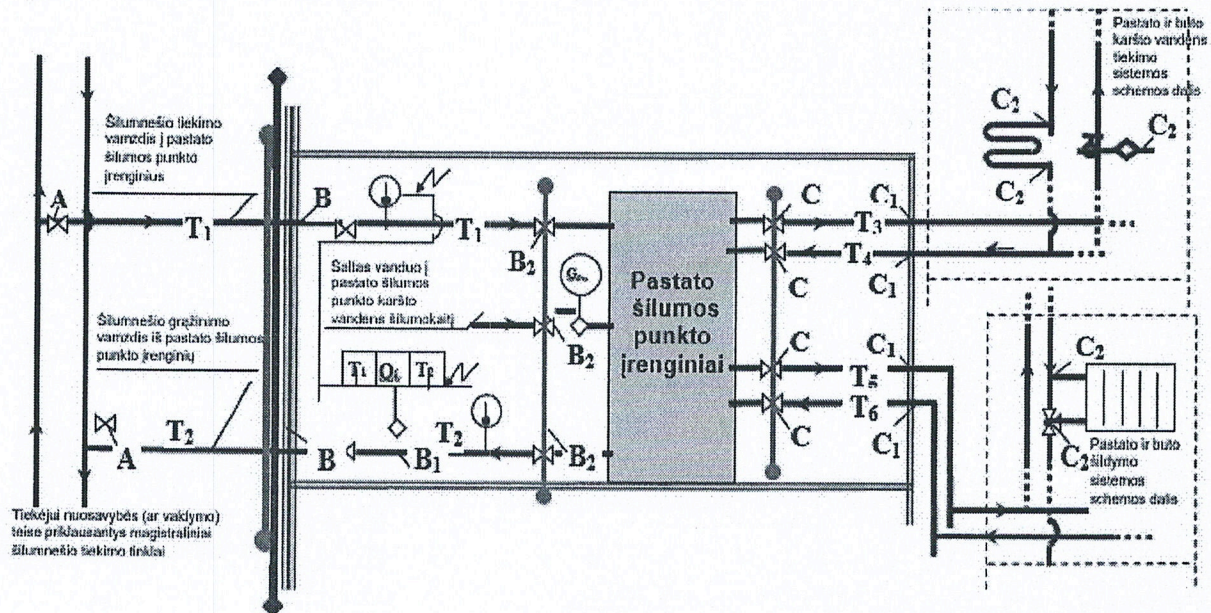 Pastato ir buto
karšto vandens
tiekimo
sistemos
schemos dalis
C2
C2
C2
Šilumnešio tiekimo
vamzdis į pastato
šilumos punkto
įrenginius
A
T1
B
T1
B2
C
C1
T3
T4
C
C1
Šaltas vanduo į
pastato šilumos
punkto karšto
vandens šilumokaitį
B2
Pastato
šilumos
punkto
įrenginiai
Šilumnešio grąžinimo
vamzdis iš pastato šilumos
punkto įrenginių
T1
T2
C
C1
T5
T6
C
C1
C2
C2
A
T2
B
B1
T2
B2
Pastato ir buto
šildymo
sistemos
schemos dalis
Tiekėjui nuosavybės (ar valdymo)
teise priklausantys magistraliniai
šilumnešio tiekimo tinklai